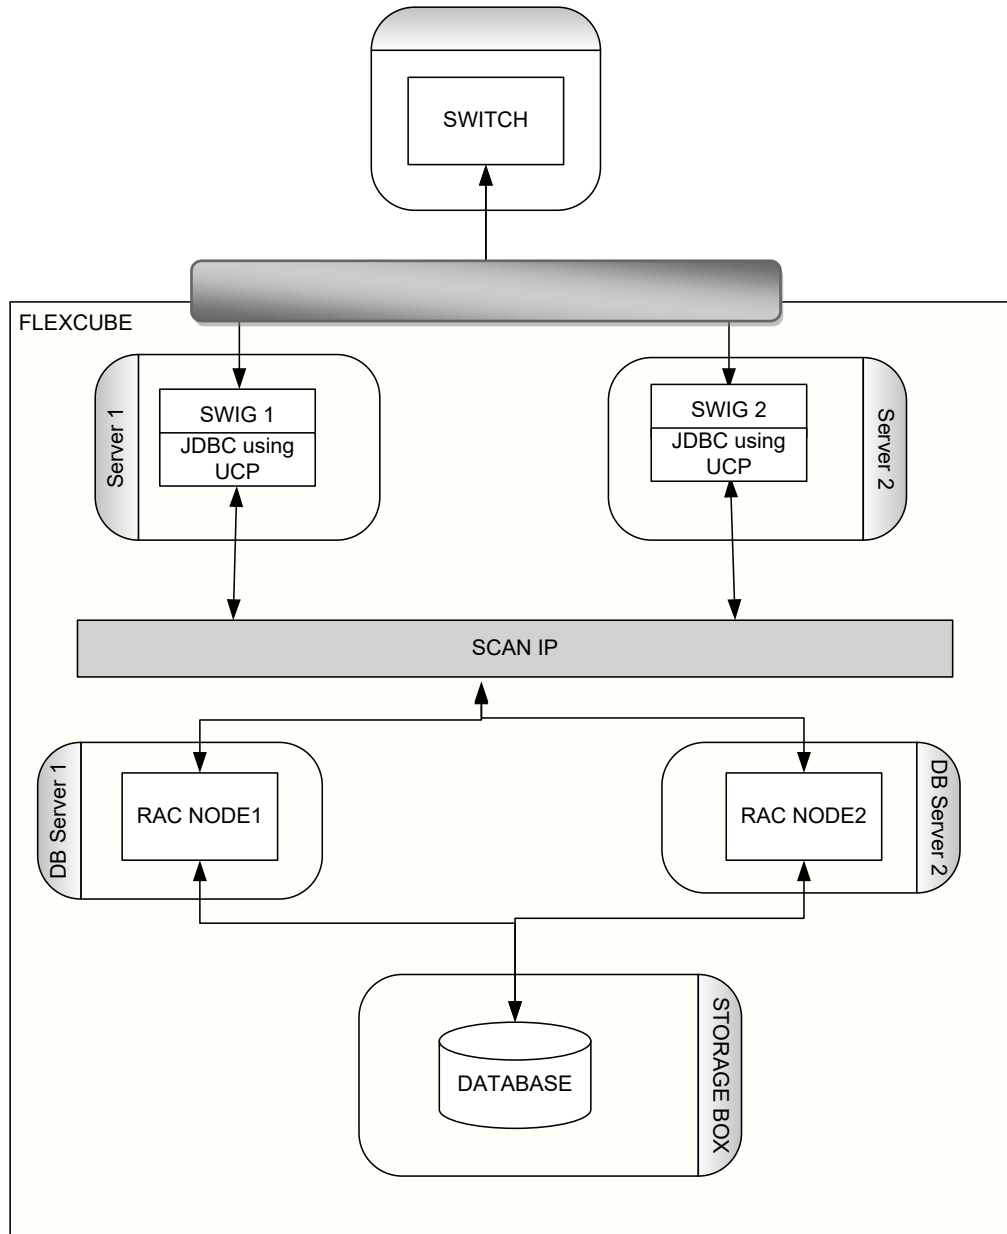 SWITCH
FLEXCUBE
Server 1
SWIG 1
JDBC using
UCP
SWIG 2
JDBC using
UCP
Server 2
SCAN IP
DB Server 1
RAC NODE1
RAC NODE2
DB Server 2
DATABASE
STORAGE BOX